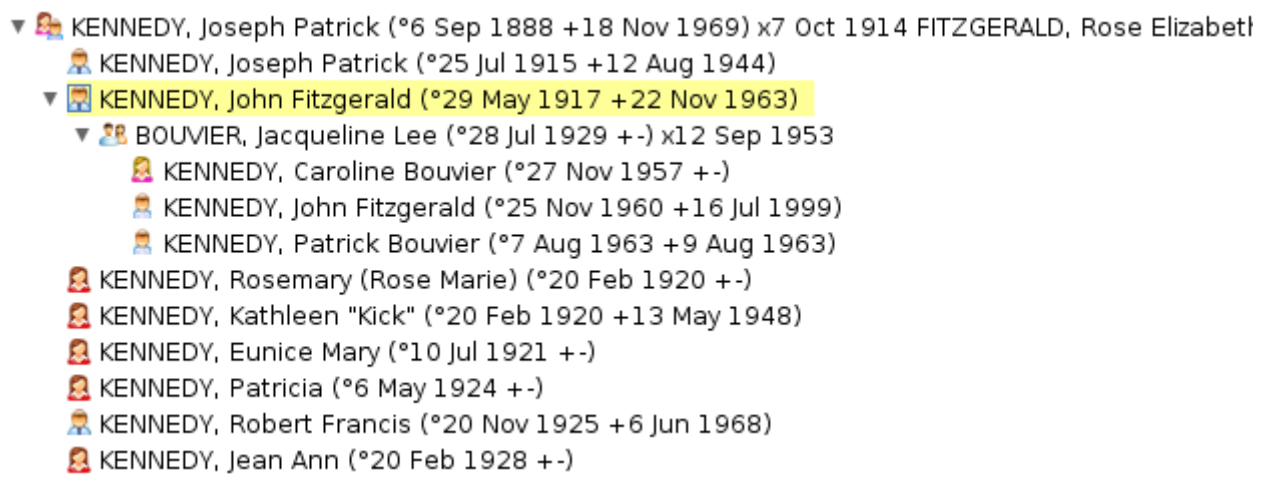 KENNEDY, Joseph Patrick (°6 Sep 1888 +18 Nov 1969) x7 Oct 1914 FITZGERALD, Rose Elizabeth
KENNEDY, Joseph Patrick (°25 Jul 1915 +12 Aug 1944)
KENNEDY, John Fitzgerald (°29 May 1917 +22 Nov 1963)
BOUVIER, Jacqueline Lee (°28 Jul 1929 +-) x12 Sep 1953
KENNEDY, Caroline Bouvier (°27 Nov 1957 +-)
KENNEDY, John Fitzgerald (°25 Nov 1960 +16 Jul 1999)
KENNEDY, Patrick Bouvier (°7 Aug 1963 +9 Aug 1963)
KENNEDY, Rosemary (Rose Marie) (°20 Feb 1920 +-)
KENNEDY, Kathleen "Kick" (°20 Feb 1920 +13 May 1948)
KENNEDY, Eunice Mary (°10 Jul 1921 +-)
KENNEDY, Patricia (°6 May 1924 +-)
KENNEDY, Robert Francis (°20 Nov 1925 +6 Jun 1968)
KENNEDY, Jean Ann (°20 Feb 1928 +-)